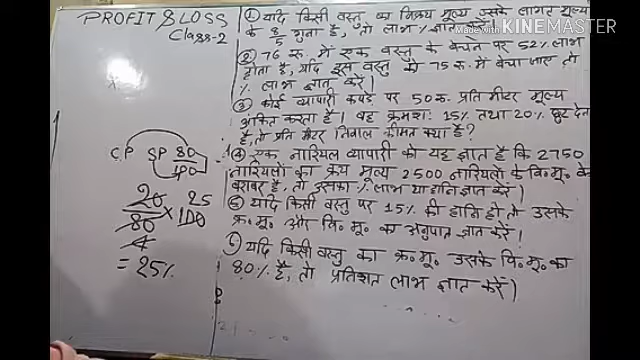 PROFIT & LOSS
Class-2
① यदि किसी वस्तु का विक्रय मूल्य उसके लागत मूल्य
के 8/5 गुना है, तो लाभ
Made with
KINEMASTER
② 76 रु. में एक वस्तु के बेचने पर 52% लाभ
होता है, यदि इस वस्तु को 75 रु. में बेचा जाए तो
% लाभ ज्ञात करें।
③ कोई व्यापारी कपड़े पर 50 रु. प्रति मीटर मूल्य
अंकित करता है। वह क्रमशः 15% तथा 20% छूट देता
है, तो प्रति मीटर विक्रय कीमत क्या है?
④ एक नारियल व्यापारी को यह ज्ञात है कि 2750
नारियलों का क्रय मूल्य 2500 नारियलों के वि॰मू॰ के
बराबर है, तो उसका % लाभ या हानि ज्ञात करें।
⑤ यदि किसी वस्तु पर 15% की हानि हो तो उसके
क्र॰मू॰ और वि॰मू॰ का अनुपात ज्ञात करें।
यदि किसी वस्तु का क्र॰मू॰ उसके वि॰मू॰ का
80% है, तो प्रतिशत लाभ ज्ञात करें।
CP SP 80
100
20 25
80 × 100
4
= 25%